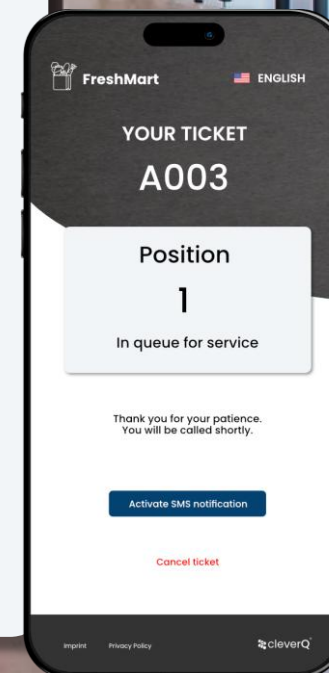 FreshMart
ENGLISH
YOUR TICKET
A003
Position
1
In queue for service
Thank you for your patience.
You will be called shortly.
Activate SMS notification
Cancel ticket
Imprint Privacy Policy
cleverQ